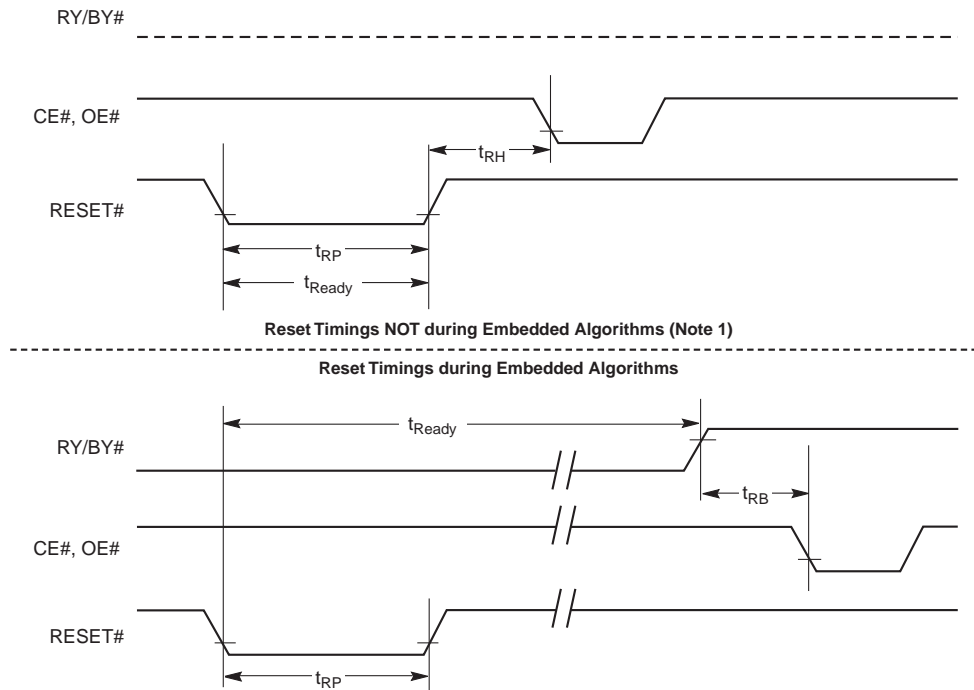 RY/BY#
CE#, OE#
tRH
RESET#
tRP
tReady
Reset Timings NOT during Embedded Algorithms (Note 1)
Reset Timings during Embedded Algorithms
tReady
RY/BY#
tRB
CE#, OE#
RESET#
tRP